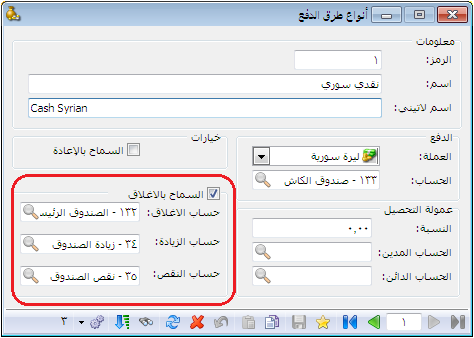 أنواع طرق الدفع
معلومات
الرمز: ١
اسم: نقدي سوري
اسم لاتيني: Cash Syrian
الدفع
العملة: ليرة سورية
الحساب: ١٣٣ - صندوق الكاش
خيارات
السماح بالإعادة
السماح بالاغلاق
حساب الاغلاق: ١٣٢ - الصندوق الرئيس
حساب الزيادة: ٣٤ - زيادة الصندوق
حساب النقص: ٣٥ - نقص الصندوق
عمولة التحصيل
النسبة: ٠,٠٠
الحساب المدين:
الحساب الدائن:
١
٣